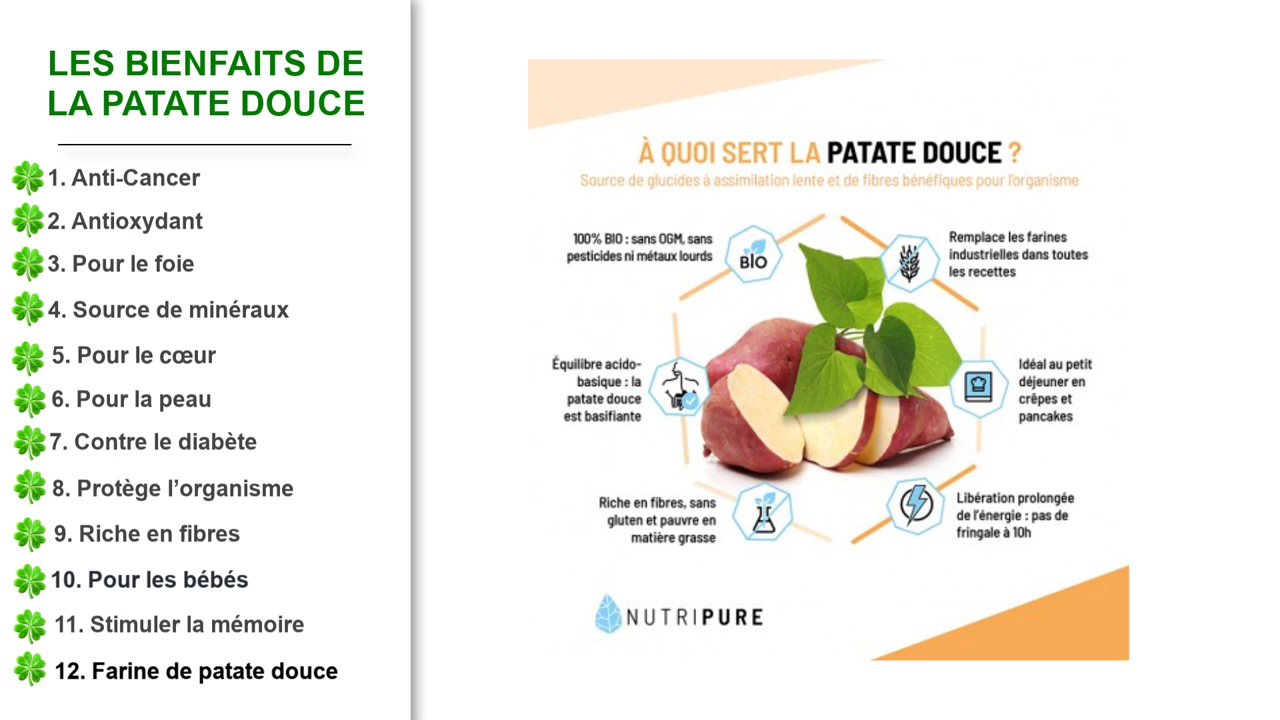 LES BIENFAITS DE
LA PATATE DOUCE
1. Anti-Cancer
2. Antioxydant
3. Pour le foie
4. Source de minéraux
5. Pour le cœur
6. Pour la peau
7. Contre le diabète
8. Protège l’organisme
9. Riche en fibres
10. Pour les bébés
11. Stimuler la mémoire
12. Farine de patate douce
À QUOI SERT LA PATATE DOUCE ?
Source de glucides à assimilation lente et de fibres bénéfiques pour l'organisme
100% BIO : sans OGM, sans
pesticides ni métaux lourds
BIO
Remplace les farines
industrielles dans toutes
les recettes
Équilibre acido-
basique : la
patate douce
est basifiante
Idéal au petit
déjeuner en
crêpes et
pancakes
Riche en fibres, sans
gluten et pauvre en
matière grasse
Libération prolongée
de l'énergie : pas de
fringale à 10h
NUTRIPURE